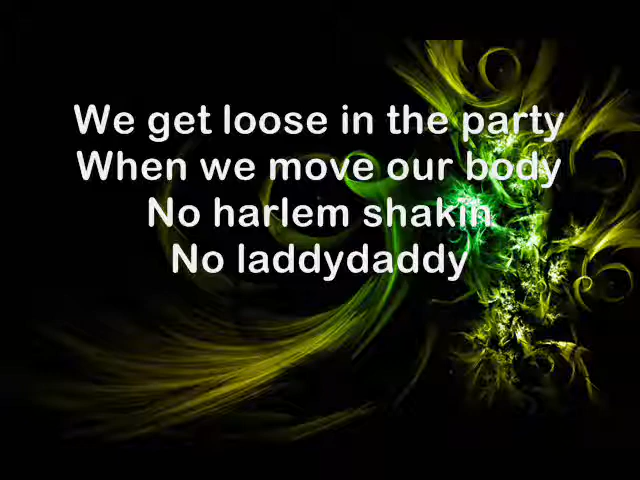 We get loose in the party
When we move our body
No harlem shakin
No laddydaddy